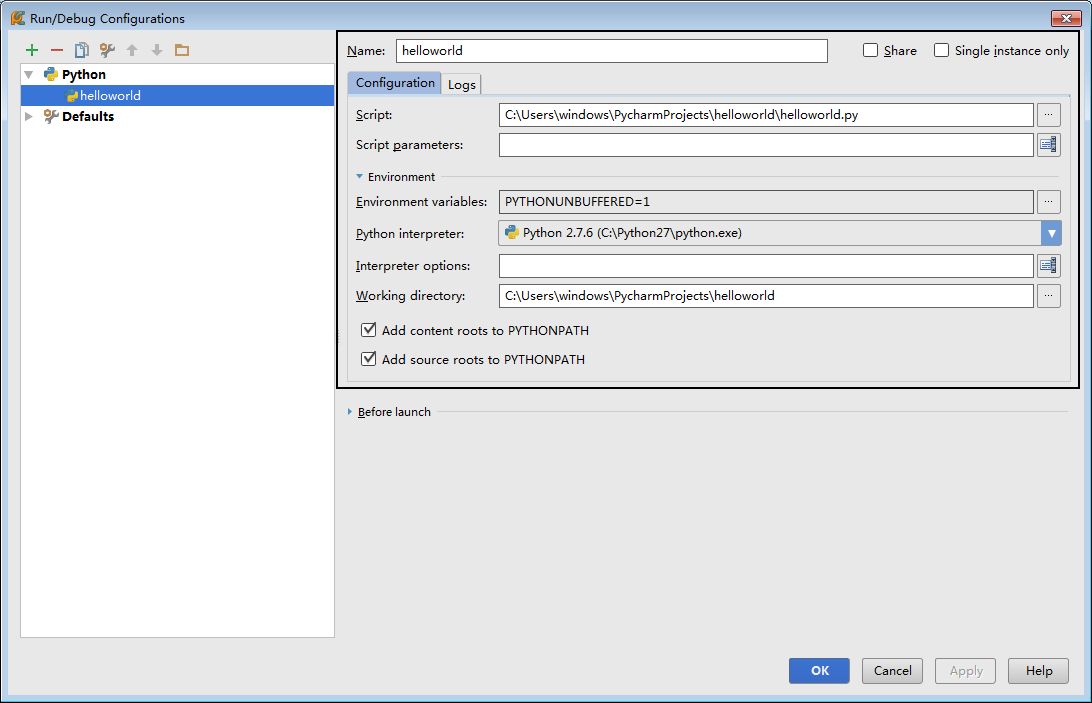 Run/Debug Configurations
Python
helloworld
Defaults
Name: helloworld Share Single instance only
Configuration Logs
Script: C:\Users\windows\PycharmProjects\helloworld\helloworld.py ...
Script parameters:
Environment
Environment variables: PYTHONUNBUFFERED=1 ...
Python interpreter: Python 2.7.6 (C:\Python27\python.exe)
Interpreter options:
Working directory: C:\Users\windows\PycharmProjects\helloworld ...
Add content roots to PYTHONPATH
Add source roots to PYTHONPATH
Before launch
OK Cancel Apply Help